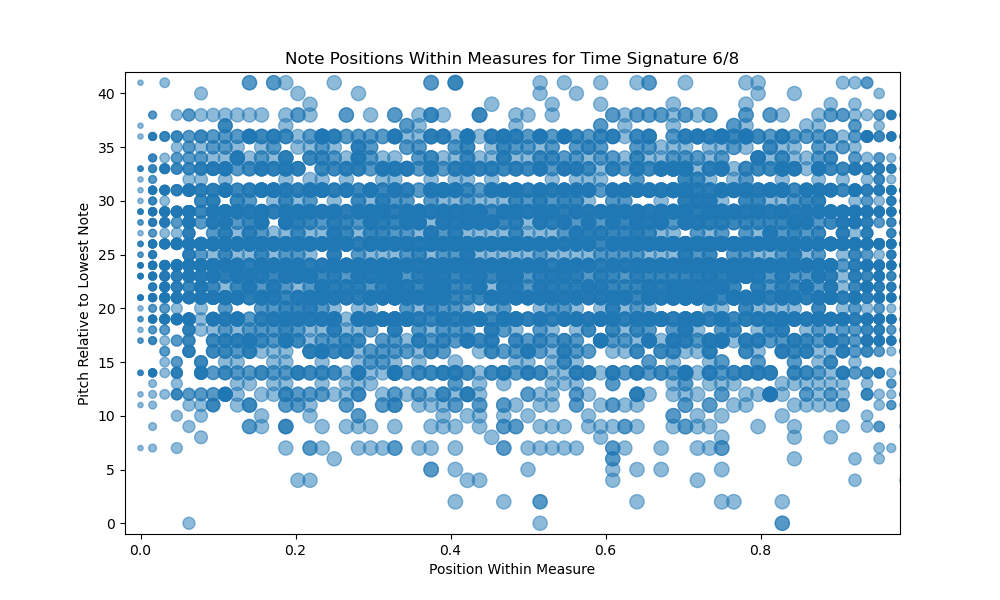 Note Positions Within Measures for Time Signature 6/8
40
35
30
25
20
15
10
5
0
Pitch Relative to Lowest Note
0.0 0.2 0.4 0.6 0.8
Position Within Measure